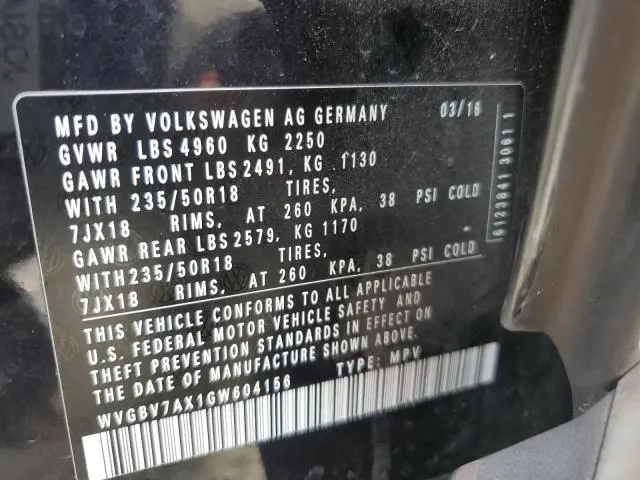 MFD BY VOLKSWAGEN AG GERMANY 03/16
GVWR LBS 4960 KG 2250
GAWR FRONT LBS 2491, KG 1130
WITH 235/50R18 TIRES,
7JX18 RIMS, AT 260 KPA, 38 PSI COLD
GAWR REAR LBS 2579, KG 1170
WITH 235/50R18 TIRES,
7JX18 RIMS, AT 260 KPA, 38 PSI COLD
THIS VEHICLE CONFORMS TO ALL APPLICABLE
U.S. FEDERAL MOTOR VEHICLE SAFETY AND
THEFT PREVENTION STANDARDS IN EFFECT ON
THE DATE OF MANUFACTURE SHOWN ABOVE.
WVGBV7AX1GW604156 TYPE: MPV
6123841 3061 1